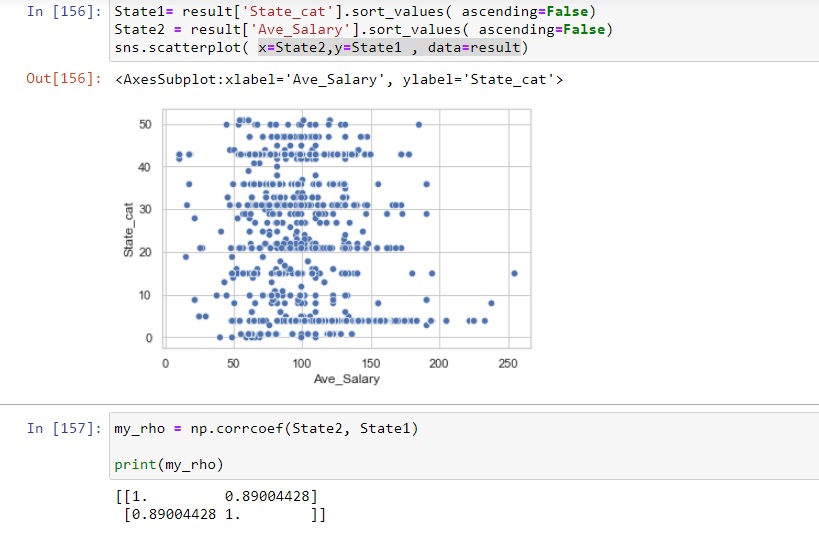 In [156]: State1= result['State_cat'].sort_values( ascending=False)
State2 = result['Ave_Salary'].sort_values( ascending=False)
sns.scatterplot( x=State2,y=State1 , data=result)
Out[156]: <AxesSubplot:xlabel='Ave_Salary', ylabel='State_cat'>
50
40
30
20
10
0
State_cat
0 50 100 150 200 250
Ave_Salary
In [157]: my_rho = np.corrcoef(State2, State1)
print(my_rho)
[[1. 0.89004428]
[0.89004428 1. ]]